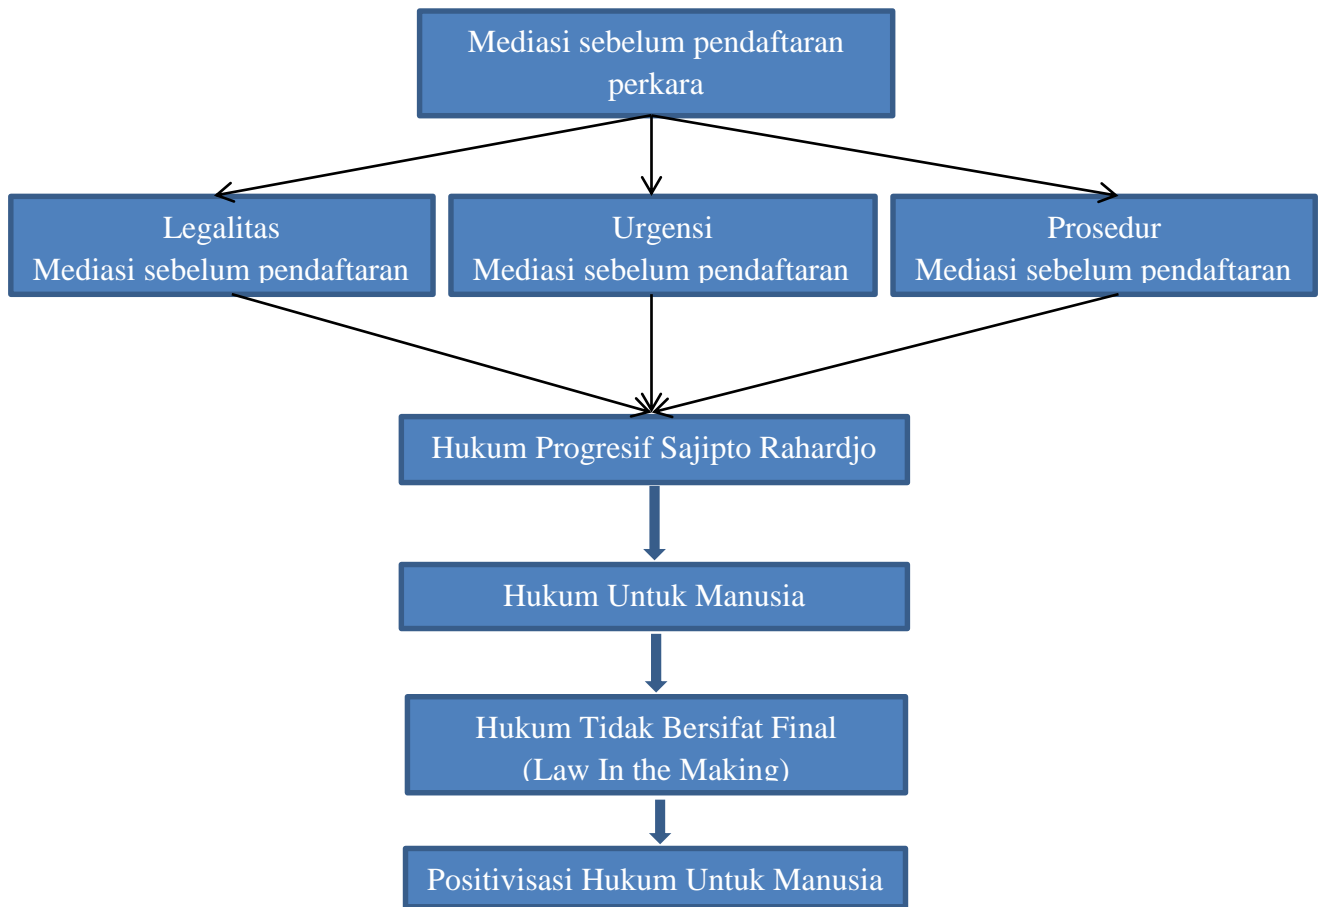 Mediasi sebelum pendaftaran
perkara
Legalitas
Mediasi sebelum pendaftaran
Urgensi
Mediasi sebelum pendaftaran
Prosedur
Mediasi sebelum pendaftaran
Hukum Progresif Sajipto Rahardjo
Hukum Untuk Manusia
Hukum Tidak Bersifat Final
(Law In the Making)
Positivisasi Hukum Untuk Manusia